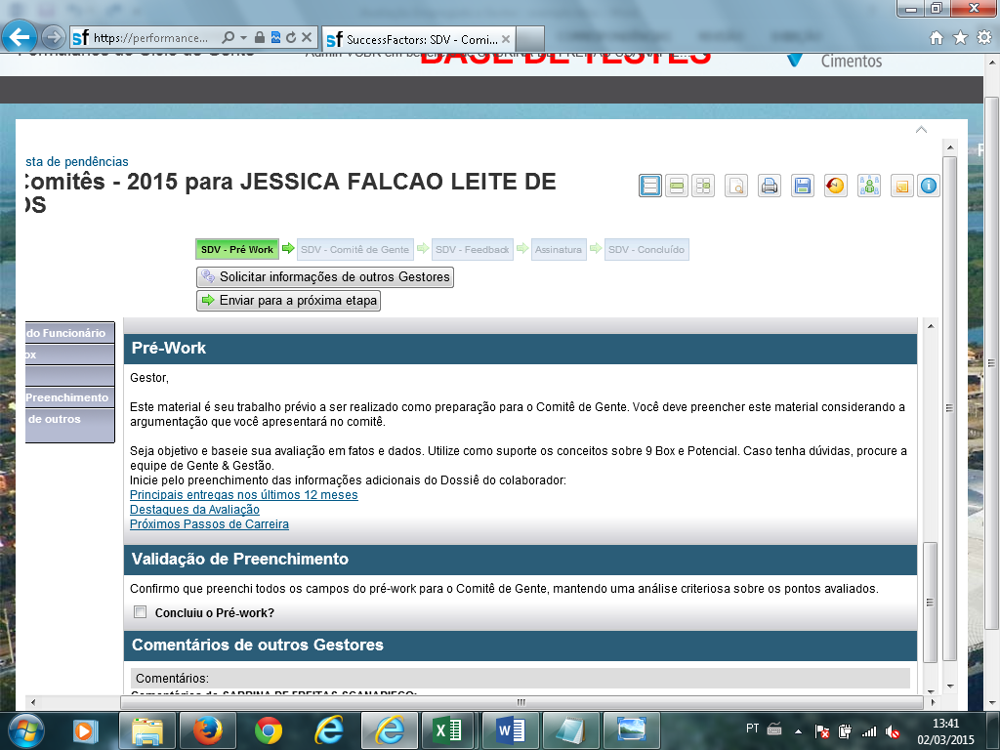 https://performance...
SuccessFactors: SDV - Comi...
BASE DE TESTES
Cimentos
sta de pendências
Comitês - 2015 para JESSICA FALCAO LEITE DE
OS
SDV - Pré Work
SDV - Comitê de Gente
SDV - Feedback
Assinatura
SDV - Concluído
Solicitar informações de outros Gestores
Enviar para a próxima etapa
do Funcionário
ox
Preenchimento
de outros
Pré-Work
Gestor,
Este material é seu trabalho prévio a ser realizado como preparação para o Comitê de Gente. Você deve preencher este material considerando a
argumentação que você apresentará no comitê.
Seja objetivo e baseie sua avaliação em fatos e dados. Utilize como suporte os conceitos sobre 9 Box e Potencial. Caso tenha dúvidas, procure a
equipe de Gente & Gestão.
Inicie pelo preenchimento das informações adicionais do Dossiê do colaborador:
Principais entregas nos últimos 12 meses
Destaques da Avaliação
Próximos Passos de Carreira
Validação de Preenchimento
Confirmo que preenchi todos os campos do pré-work para o Comitê de Gente, mantendo uma análise criteriosa sobre os pontos avaliados.
Concluiu o Pré-work?
Comentários de outros Gestores
Comentários:
PT
13:41
02/03/2015